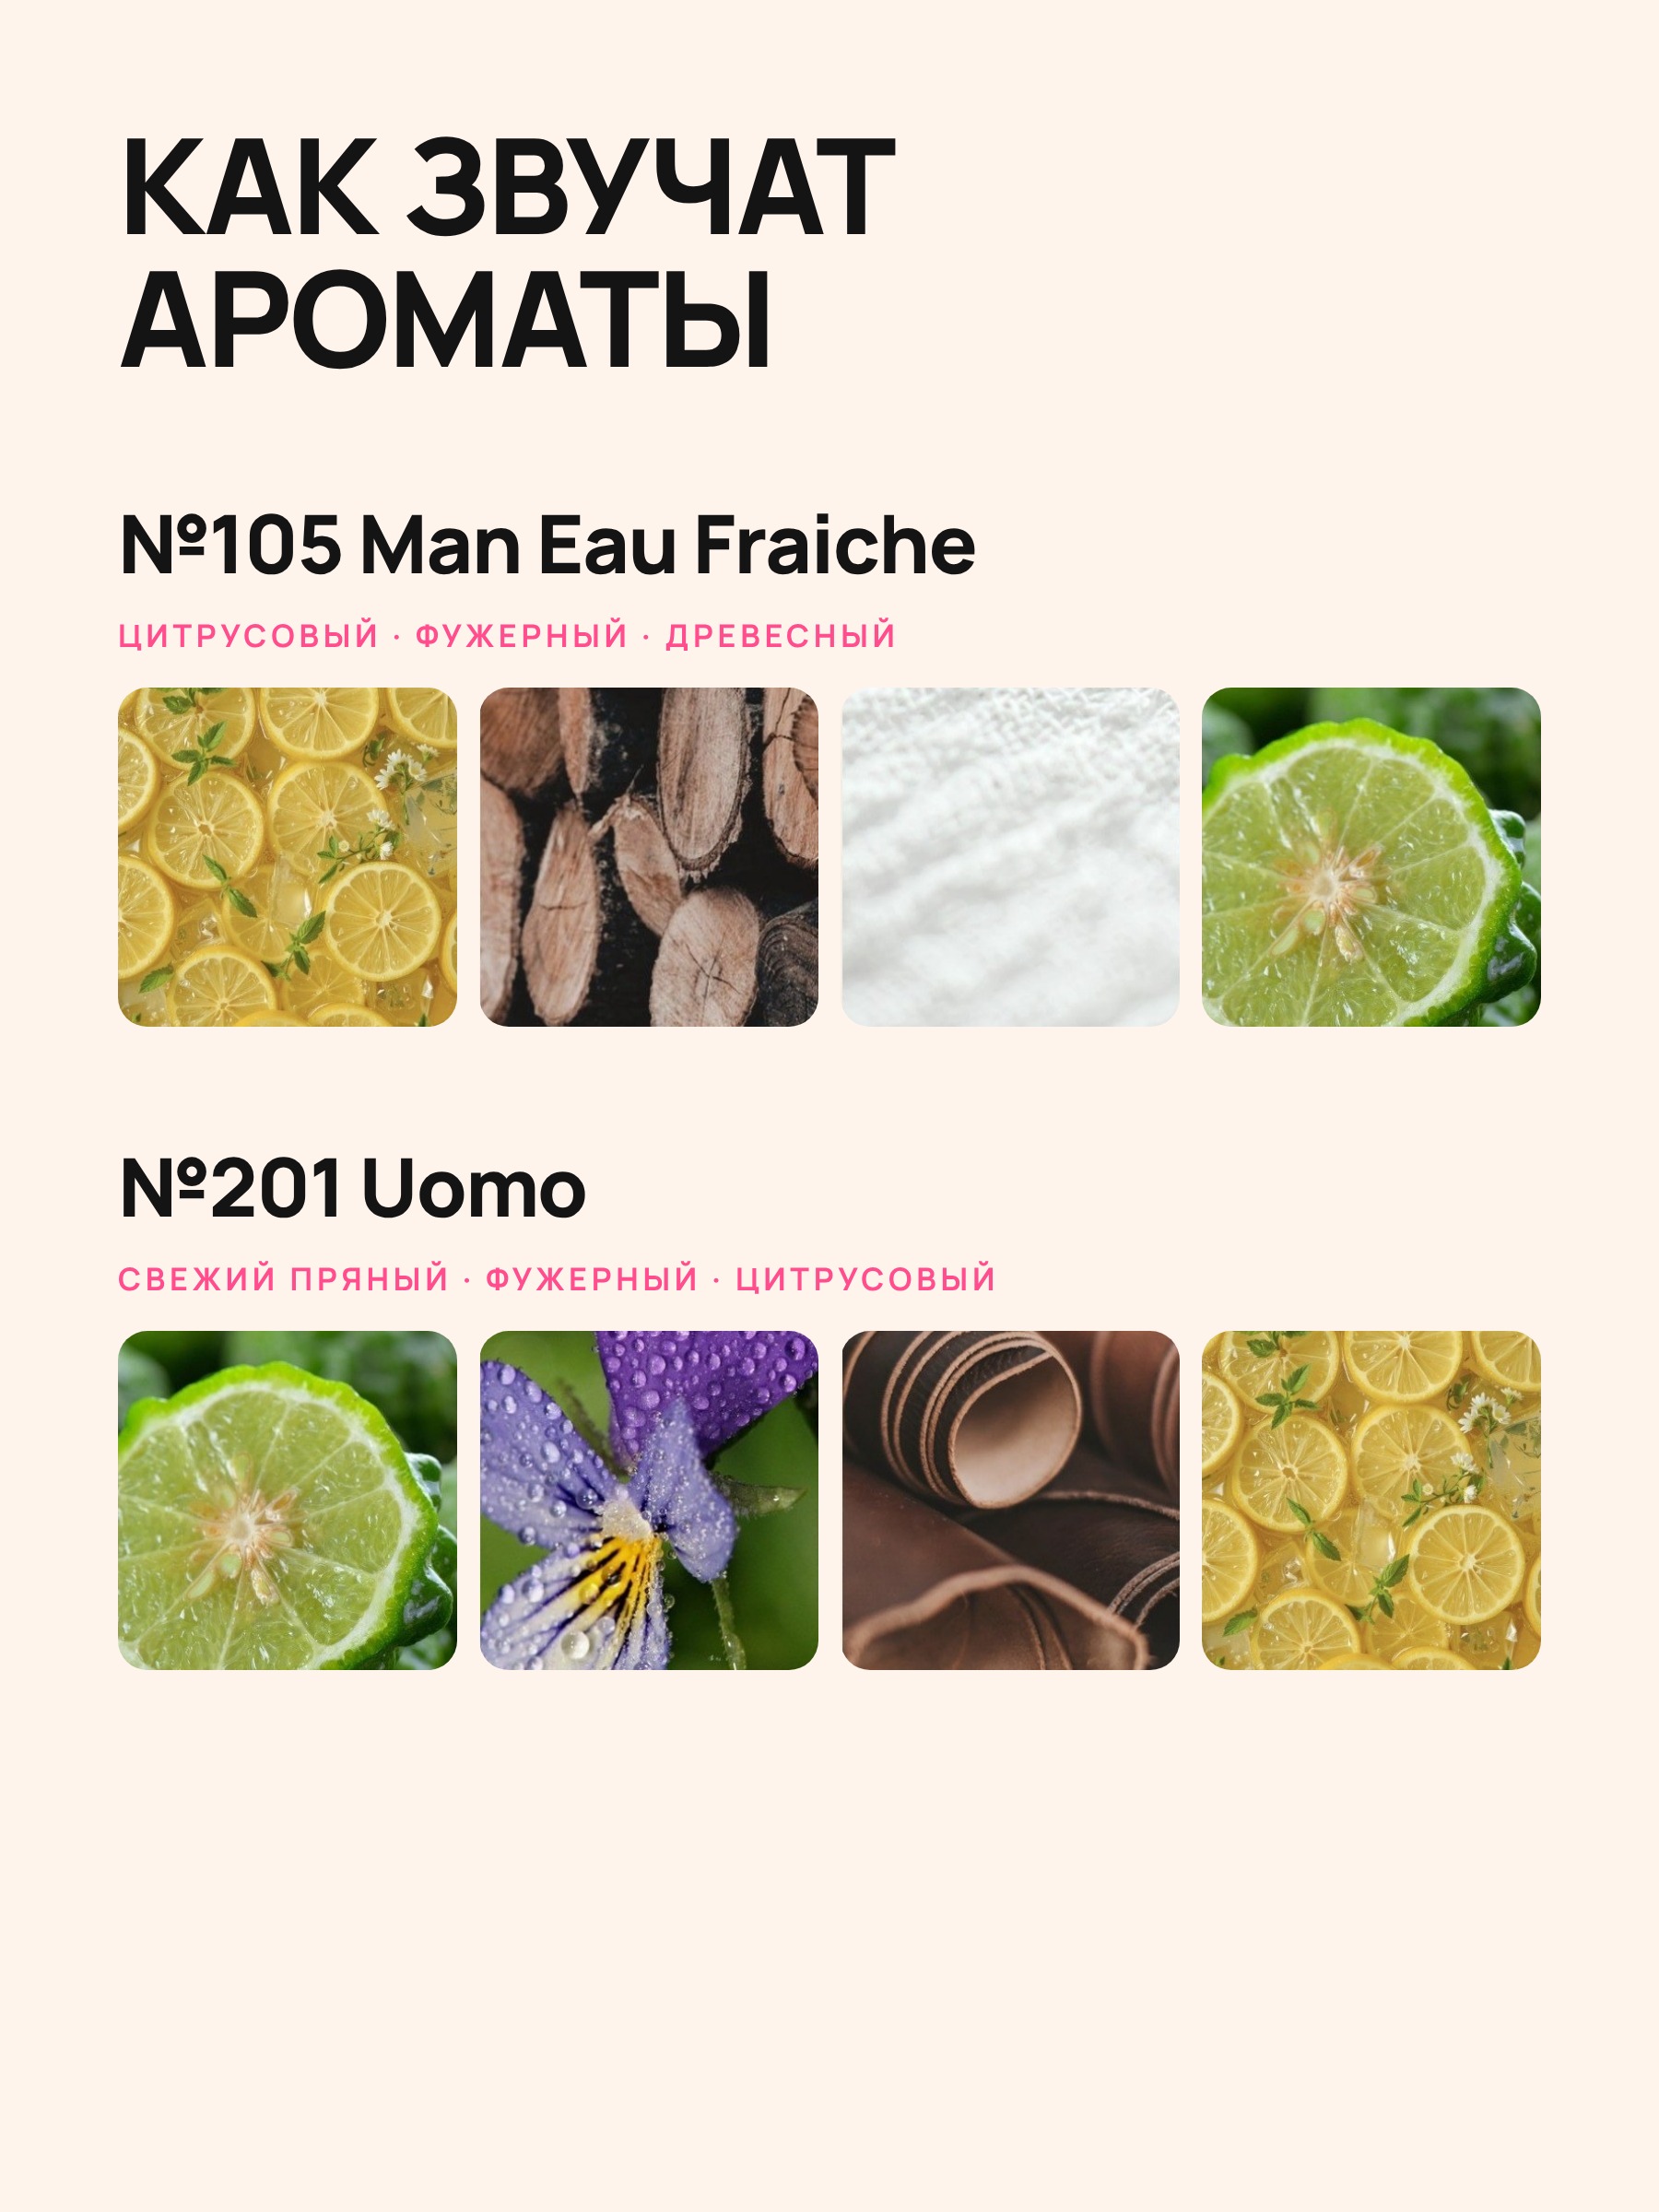 КАК ЗВУЧАТ
АРОМАТЫ
№105 Man Eau Fraiche
ЦИТРУСОВЫЙ · ФУЖЕРНЫЙ · ДРЕВЕСНЫЙ
№201 Uomo
СВЕЖИЙ ПРЯНЫЙ · ФУЖЕРНЫЙ · ЦИТРУСОВЫЙ